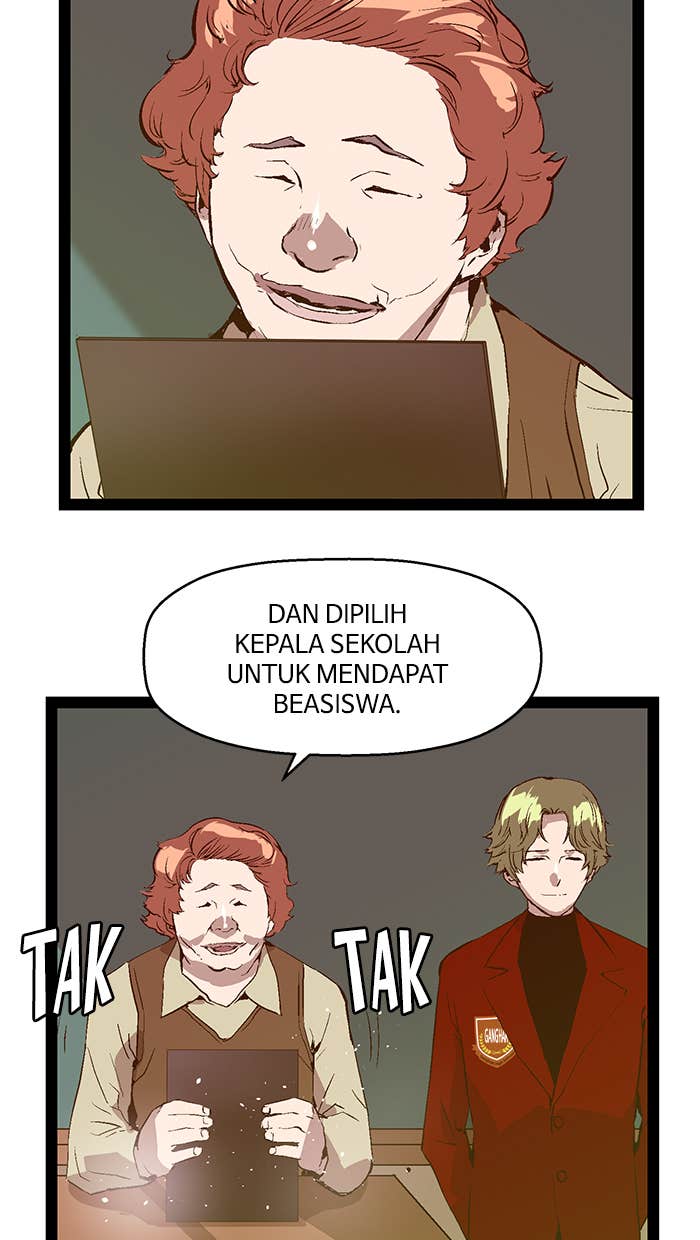 DAN DIPILIH
KEPALA SEKOLAH
UNTUK MENDAPAT
BEASISWA.
TAK
TAK